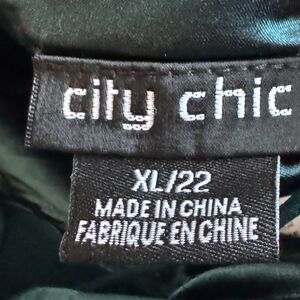 city chic
XL/22
MADE IN CHINA
FABRIQUE EN CHINE